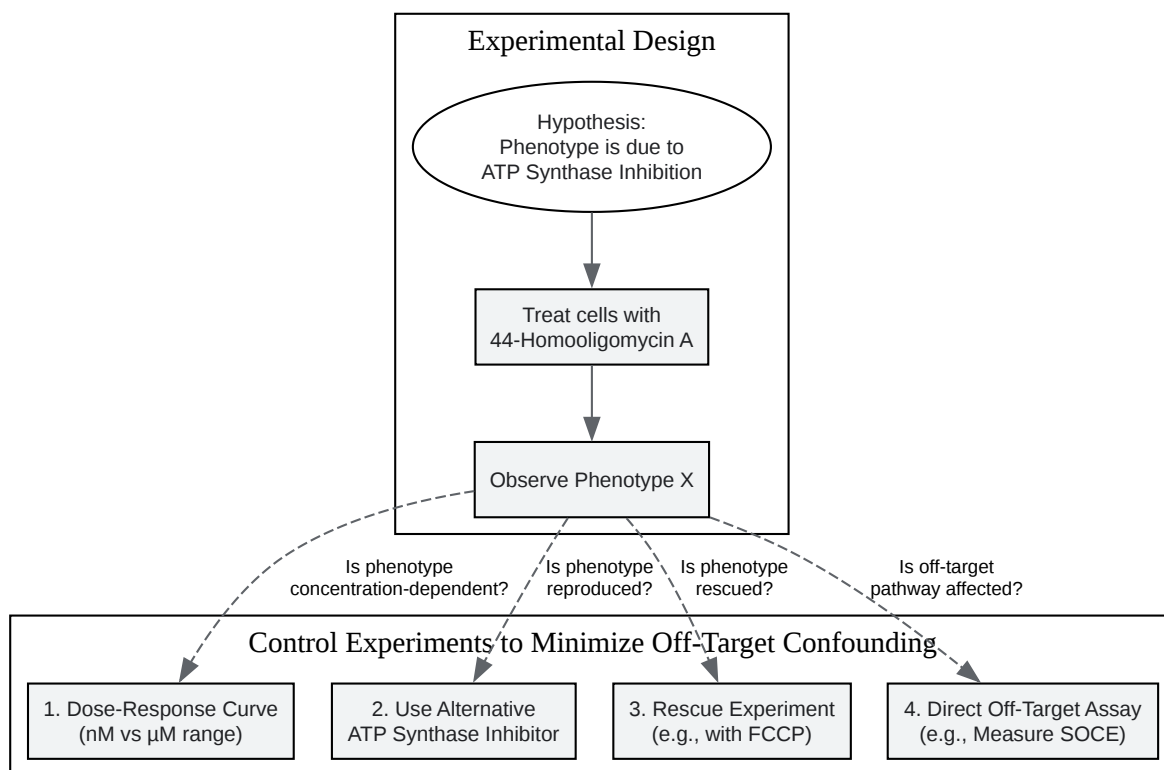 Experimental Design
Hypothesis:
Phenotype is due to
ATP Synthase Inhibition
Treat cells with
44-Homooligomycin A
Observe Phenotype X
Is phenotype
concentration-dependent?
Is phenotype
reproduced?
Is phenotype
rescued?
Is off-target
pathway affected?
Control Experiments to Minimize Off-Target Confounding
1. Dose-Response Curve
(nM vs µM range)
2. Use Alternative
ATP Synthase Inhibitor
3. Rescue Experiment
(e.g., with FCCP)
4. Direct Off-Target Assay
(e.g., Measure SOCE)